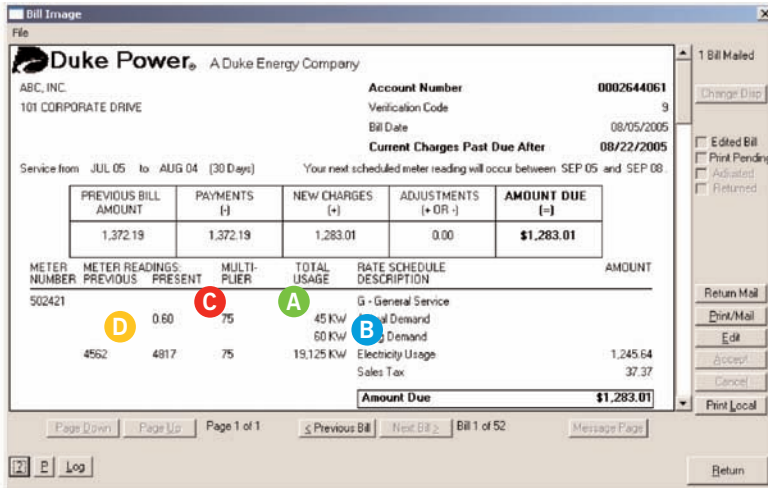 Bill Image
File
Duke Power® A Duke Energy Company
1 Bill Mailed
ABC, INC. Account Number 0002644061
101 CORPORATE DRIVE Verification Code 9
Change Disp
Bill Date 08/05/2005
Current Charges Past Due After 08/22/2005
Edited Bill
Print Pending
Adjusted
Returned
Service from JUL 05 to AUG 04 (30 Days) Your next scheduled meter reading will occur between SEP 05 and SEP 08.
PREVIOUS BILL AMOUNT PAYMENTS (-) NEW CHARGES (+) ADJUSTMENTS (+ OR -) AMOUNT DUE (=)
1,372.19 1,372.19 1,283.01 0.00 $1,283.01
METER METER READINGS: MULTI- TOTAL RATE SCHEDULE AMOUNT
NUMBER PREVIOUS PRESENT PLIER USAGE DESCRIPTION
502421 C A G - General Service
D 0.60 75 45 KW B Demand
60 KW Demand
4562 4817 75 19,125 KW Electricity Usage 1,245.64
Sales Tax 37.37
Amount Due $1,283.01
Return Mail
Print/Mail
Edit
Accept
Cancel
Print Local
Page Down Page Up Page 1 of 1 < Previous Bill Next Bill > Bill 1 of 52 Message Page
? P Log Return